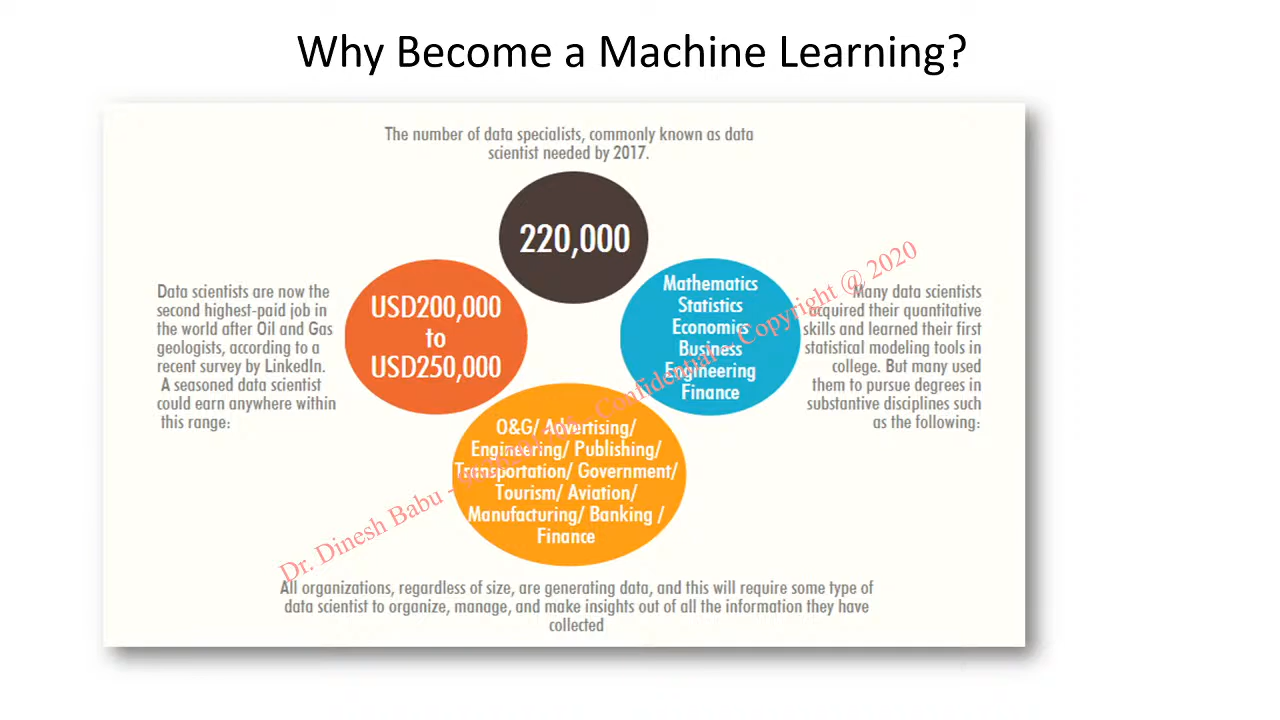 Why Become a Machine Learning?
The number of data specialists, commonly known as data
scientist needed by 2017.
220,000
Data scientists are now the
second highest-paid job in
the world after Oil and Gas
geologists, according to a
recent survey by LinkedIn.
A seasoned data scientist
could earn anywhere within
this range:
USD200,000
to
USD250,000
Mathematics
Statistics
Economics
Business
Engineering
Finance
Many data scientists
acquired their quantitative
skills and learned their first
statistical modeling tools in
college. But many used
them to pursue degrees in
substantive disciplines such
as the following:
O&G/ Advertising/
Engineering/ Publishing/
Transportation/ Government/
Tourism/ Aviation/
Manufacturing/ Banking /
Finance
All organizations, regardless of size, are generating data, and this will require some type of
data scientist to organize, manage, and make insights out of all the information they have
collected
Dr. Dinesh Babu - Confidential - Copyright @ 2020